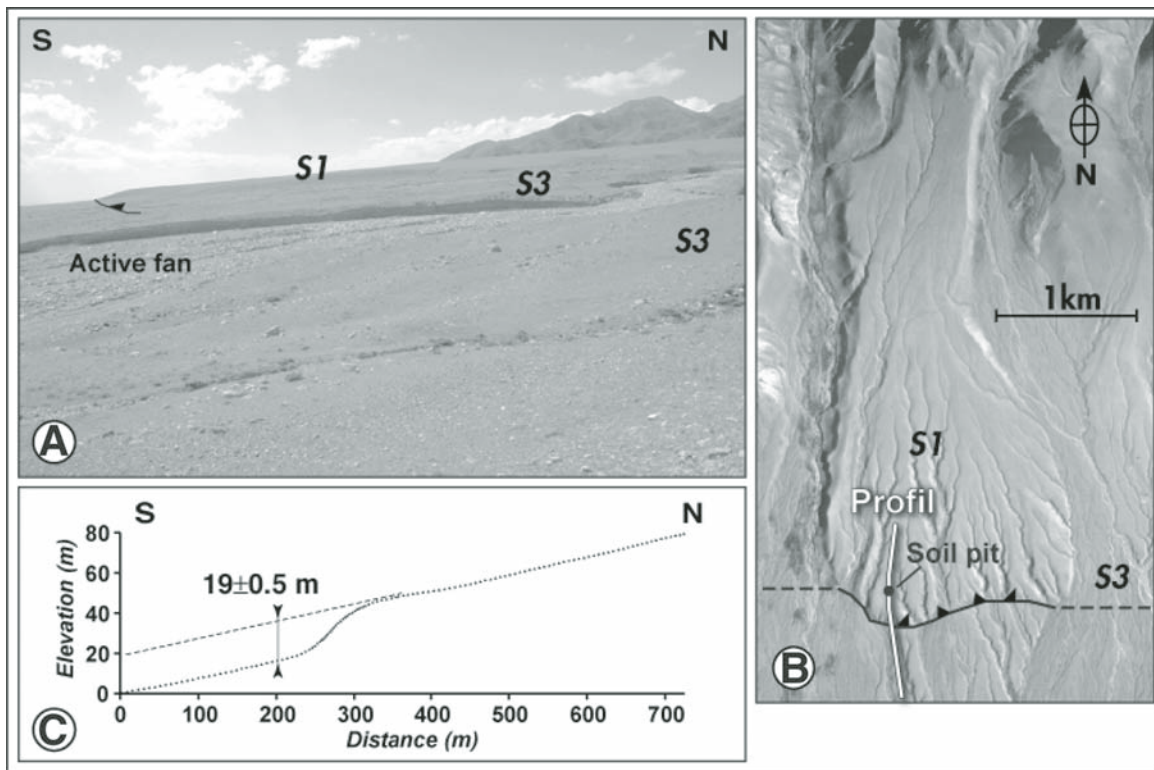 S
N
S1
S3
S3
Active fan
A
N
1km
S1
Profil
Soil pit
S3
B
S
N
80
60
40
20
0
Elevation (m)
19±0.5 m
0 100 200 300 400 500 600 700
Distance (m)
C